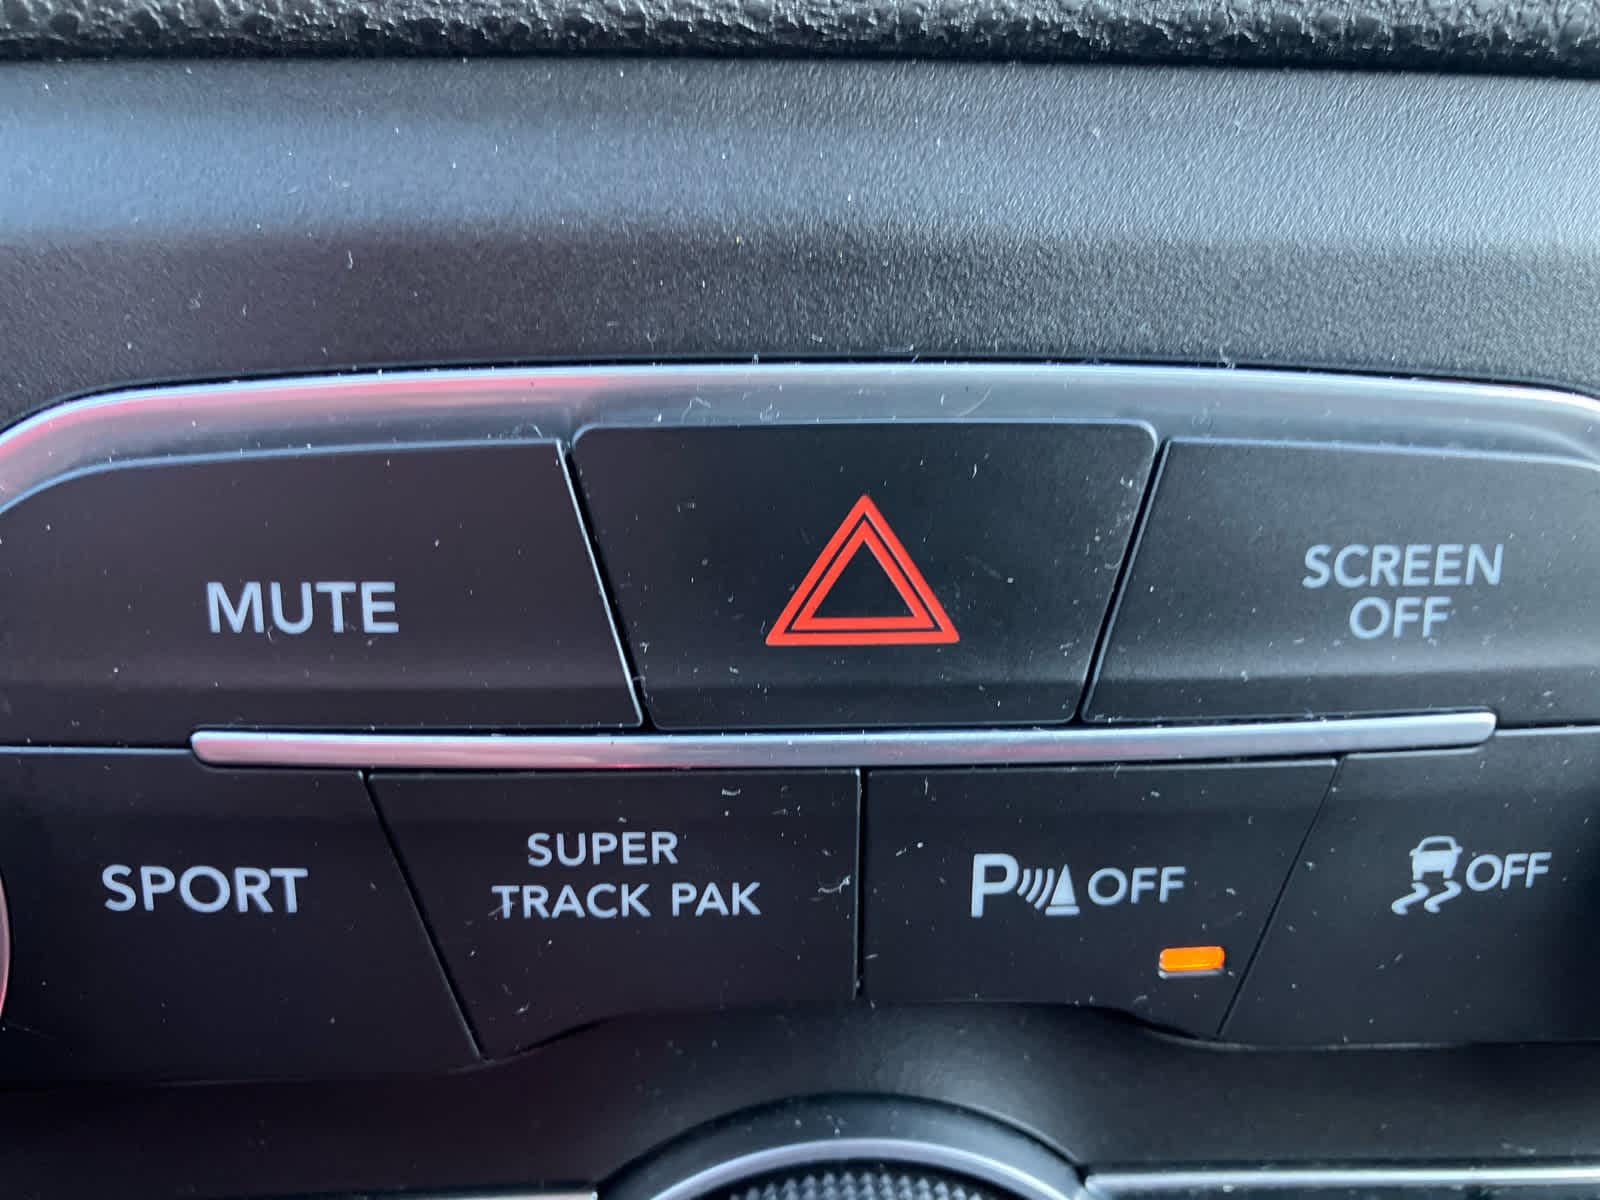 MUTE
SCREEN
OFF
SPORT
SUPER
TRACK PAK
P OFF
OFF